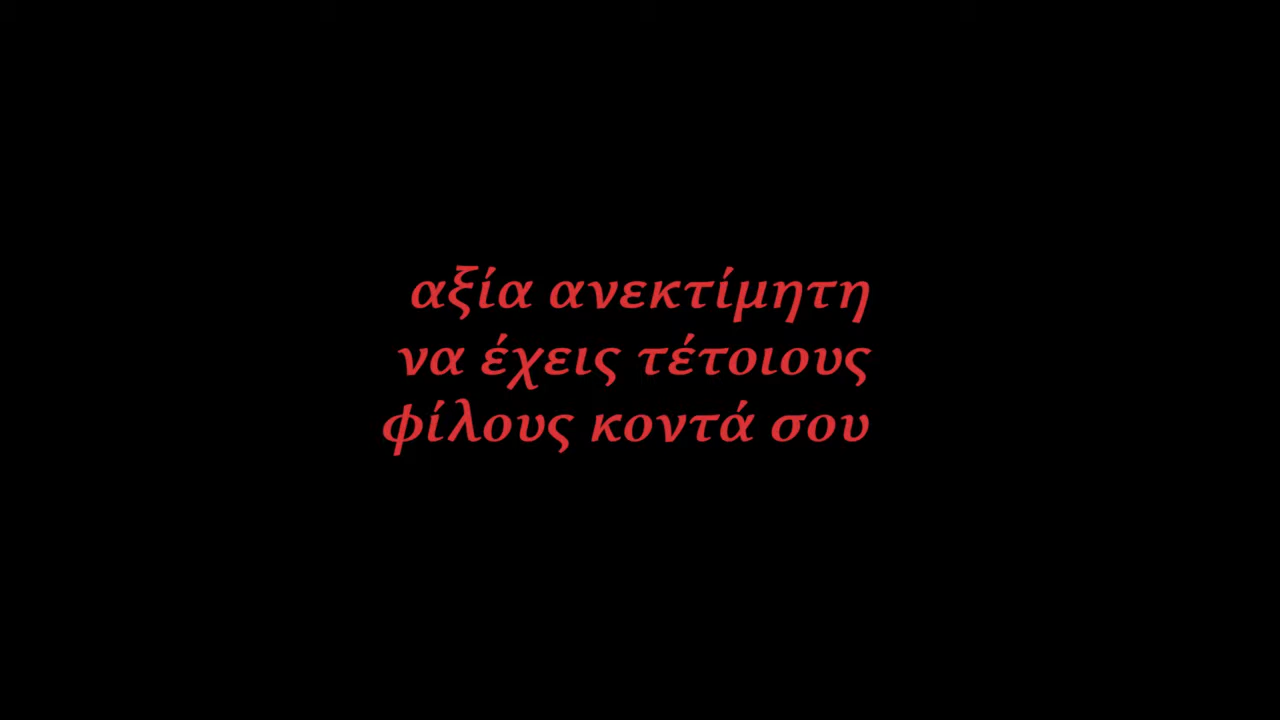 αξία ανεκτίμητη
να έχεις τέτοιους
φίλους κοντά σου